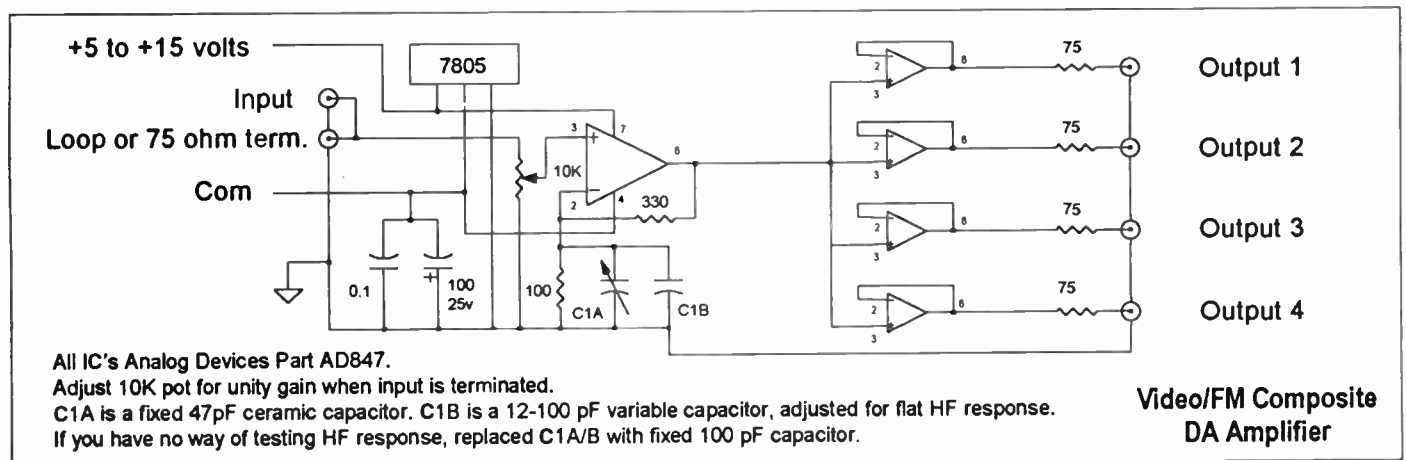 +5 to +15 volts
7805
Input
Loop or 75 ohm term.
Com
0.1
100
25v
10K
3
7
2
4
6
330
100
C1A
C1B
2
3
6
75
Output 1
2
3
6
75
Output 2
2
3
6
75
Output 3
2
3
6
75
Output 4
All IC's Analog Devices Part AD847.
Adjust 10K pot for unity gain when input is terminated.
C1A is a fixed 47pF ceramic capacitor. C1B is a 12-100 pF variable capacitor, adjusted for flat HF response.
If you have no way of testing HF response, replaced C1A/B with fixed 100 pF capacitor.
Video/FM Composite
DA Amplifier